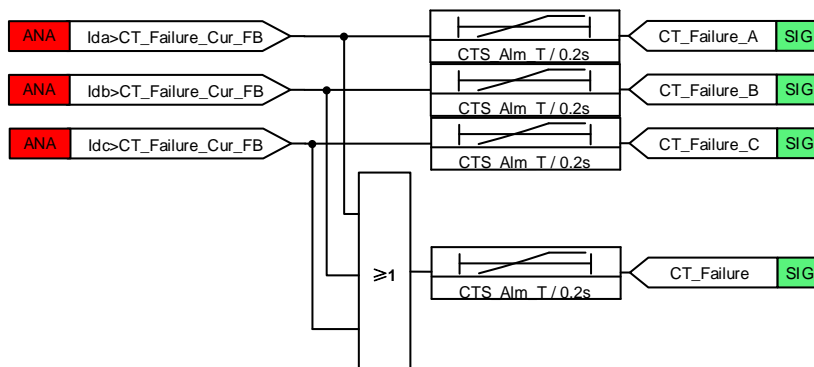 ANA Ida>CT_Failure_Cur_FB CTS_Alm_T / 0.2s CT_Failure_A SIG
ANA Idb>CT_Failure_Cur_FB CTS_Alm_T / 0.2s CT_Failure_B SIG
ANA Idc>CT_Failure_Cur_FB CTS_Alm_T / 0.2s CT_Failure_C SIG
≥1 CTS_Alm_T / 0.2s CT_Failure SIG